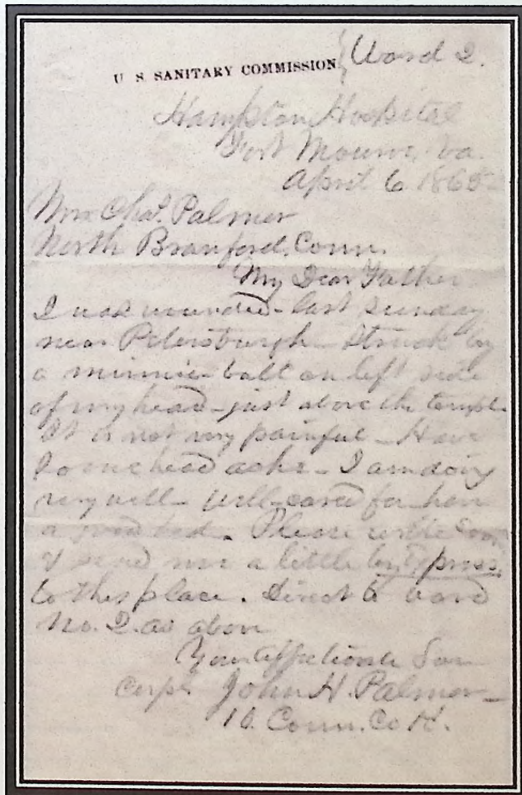 U. S. SANITARY COMMISSION Ward 2.
Hampton Hospital
Fort Monroe, Va.
April 6 1865
Mr Chas. Palmer
North Branford, Conn.
My Dear Father
I was wounded last Sunday
near Petersburgh - Struck by
a minnie ball on left side
of my head - just above the temple
It is not very painful - Have
some head ache - I am doing
very well - well cared for have
a good bed. Please write soon
& send me a little by Express
to this place. Direct to ward
No. 2. as above
Your affectionate Son
Corpl John H. Palmer
10. Conn. Co K.